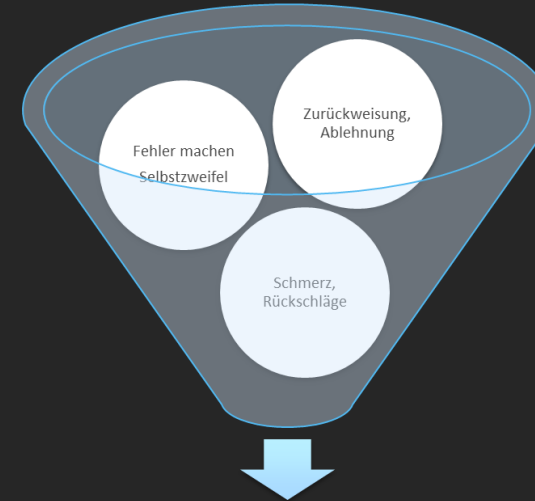 Zurückweisung,
Ablehnung
Fehler machen
Selbstzweifel
Schmerz,
Rückschläge